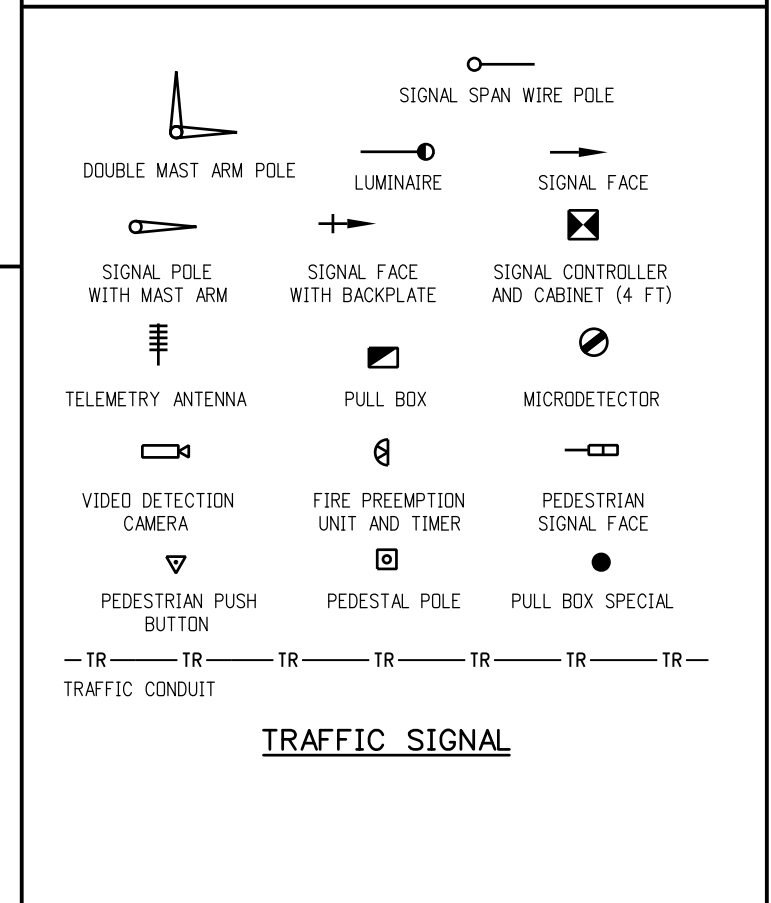 SIGNAL SPAN WIRE POLE
DOUBLE MAST ARM POLE
LUMINAIRE
SIGNAL FACE
SIGNAL POLE
WITH MAST ARM
SIGNAL FACE
WITH BACKPLATE
SIGNAL CONTROLLER
AND CABINET (4 FT)
TELEMETRY ANTENNA
PULL BOX
MICRODETECTOR
VIDEO DETECTION
CAMERA
FIRE PREEMPTION
UNIT AND TIMER
PEDESTRIAN
SIGNAL FACE
PEDESTRIAN PUSH
BUTTON
PEDESTAL POLE
PULL BOX SPECIAL
TR TR TR TR TR TR TR
TRAFFIC CONDUIT
TRAFFIC SIGNAL